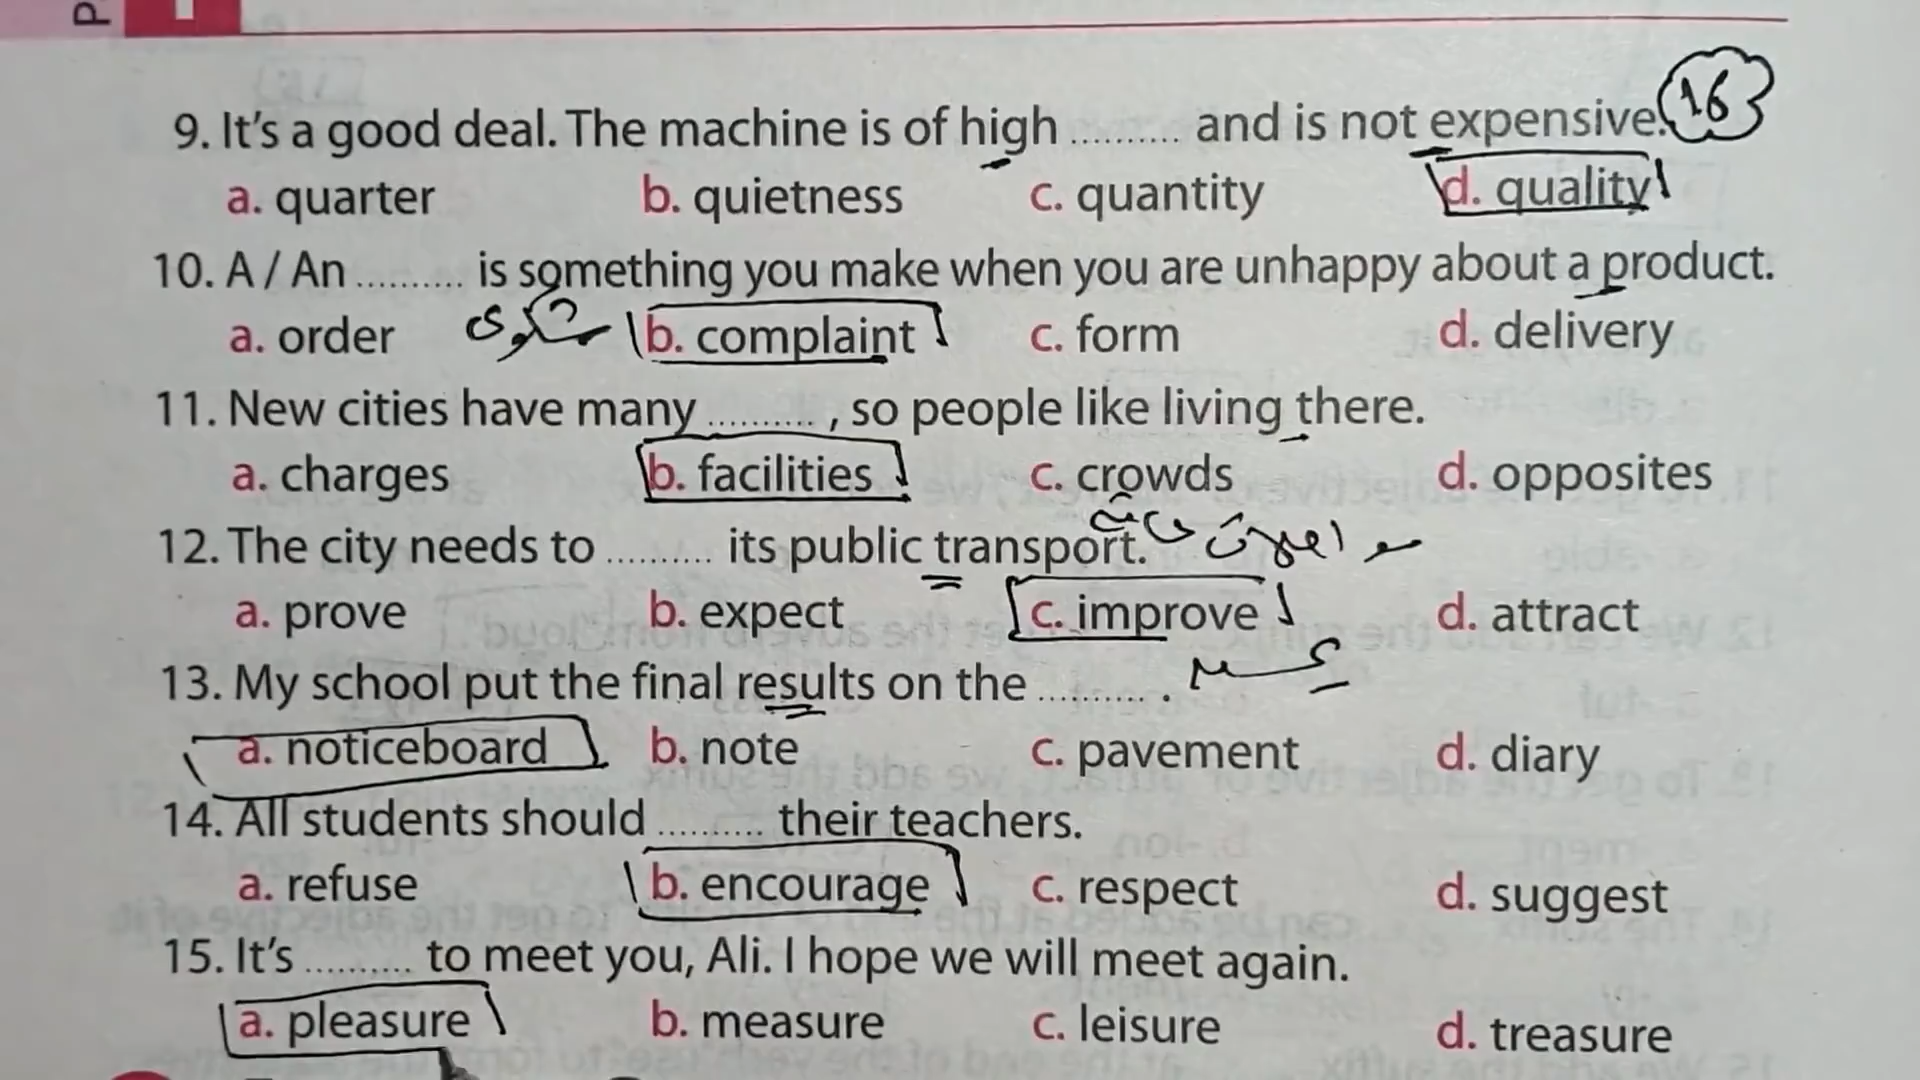 P
9. It's a good deal. The machine is of high .......... and is not expensive. 16
a. quarter b. quietness c. quantity d. quality
10. A / An .......... is something you make when you are unhappy about a product.
a. order شكوى b. complaint c. form d. delivery
11. New cities have many .......... , so people like living there.
a. charges b. facilities c. crowds d. opposites
12. The city needs to .......... its public transport.
a. prove b. expect c. improve d. attract
13. My school put the final results on the .......... .
a. noticeboard b. note c. pavement d. diary
14. All students should .......... their teachers.
a. refuse b. encourage c. respect d. suggest
15. It's .......... to meet you, Ali. I hope we will meet again.
a. pleasure b. measure c. leisure d. treasure